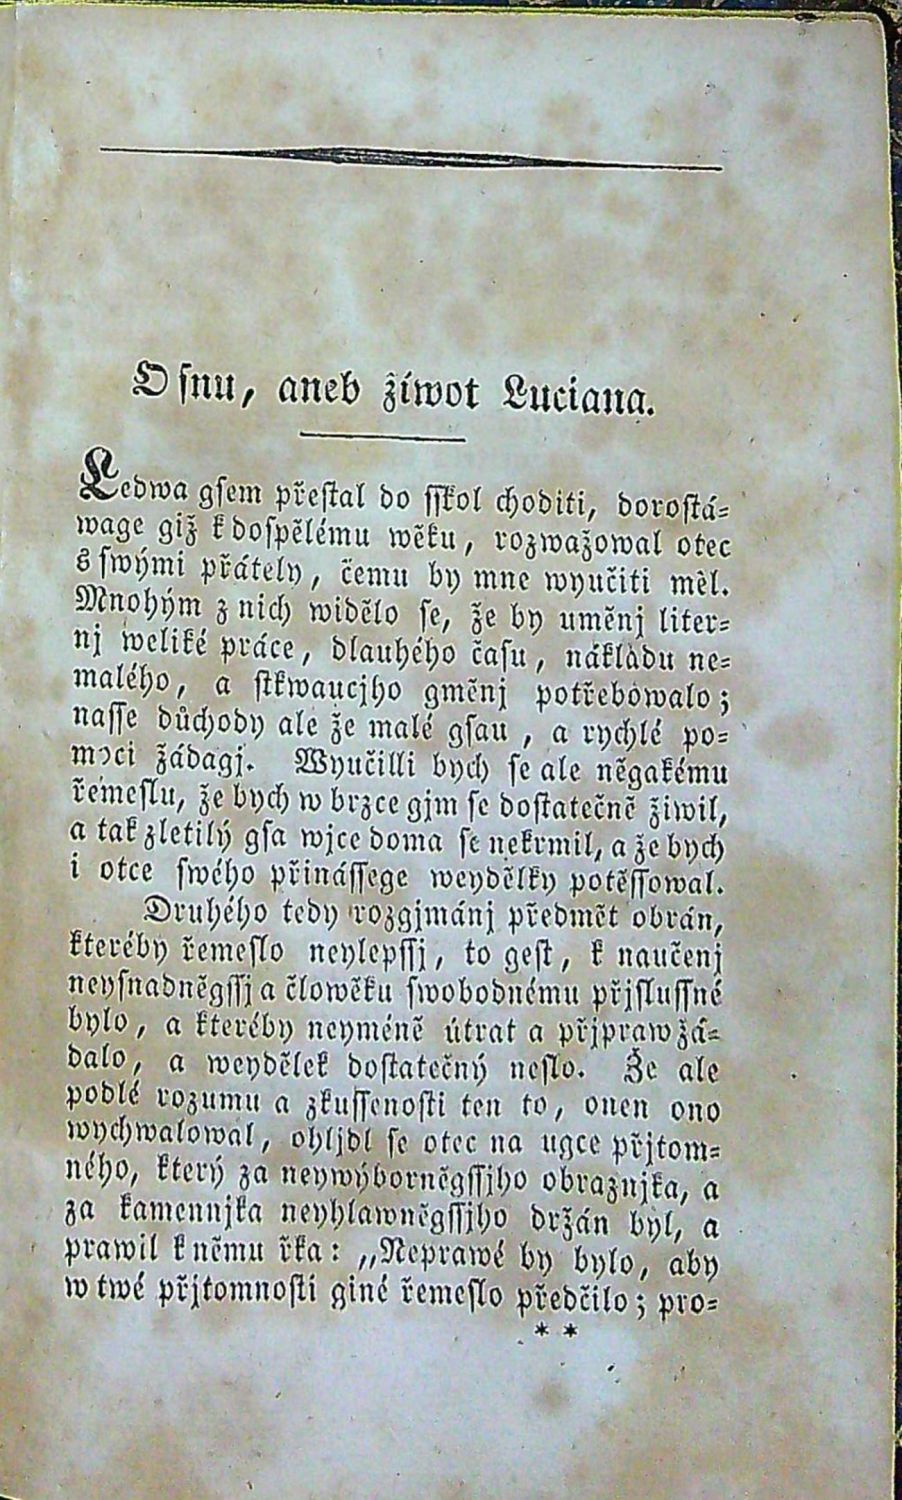 O snu, aneb žiwot Luciana.
Ledwa gsem přestal do sskol choditi, dorostá-
wage giž k dospělému wěku, rozwažowal otec
s swými přátely, čemu by mne wyučiti měl.
Mnohým z nich widělo se, že by uměnj liter-
nj weliké práce, dlauhého času, nákladu ne-
malého, a stkwaucjho gměnj potřebowalo;
nasse důchody ale že malé gsau, a rychlé po-
moci žádagj. Wyučilli bych se ale něgakému
řemeslu, že bych w brzce gjm se dostatečně žiwil,
a tak zletilý gsa wjce doma se nekrmil, a že bych
i otce swého přinássege weydělky potěssowal.
Druhého tedy rozgjmánj předmět obrán,
kteréby řemeslo neylepssj, to gest, k naučenj
neysnadněgssj a člowěku swobodnému přjslussné
bylo, a kteréby neyméně útrat a přjpraw žá-
dalo, a weydělek dostatečný neslo. Že ale
podlé rozumu a zkussenosti ten to, onen ono
wychwalowal, ohljdl se otec na ugce přjtom-
ného, který za neywýborněgssjho obraznjka, a
za kamennjka neyhlawněgssjho držán byl, a
prawil k němu řka: „Neprawé by bylo, aby
w twé přjtomnosti giné řemeslo předčilo; pro-
* *